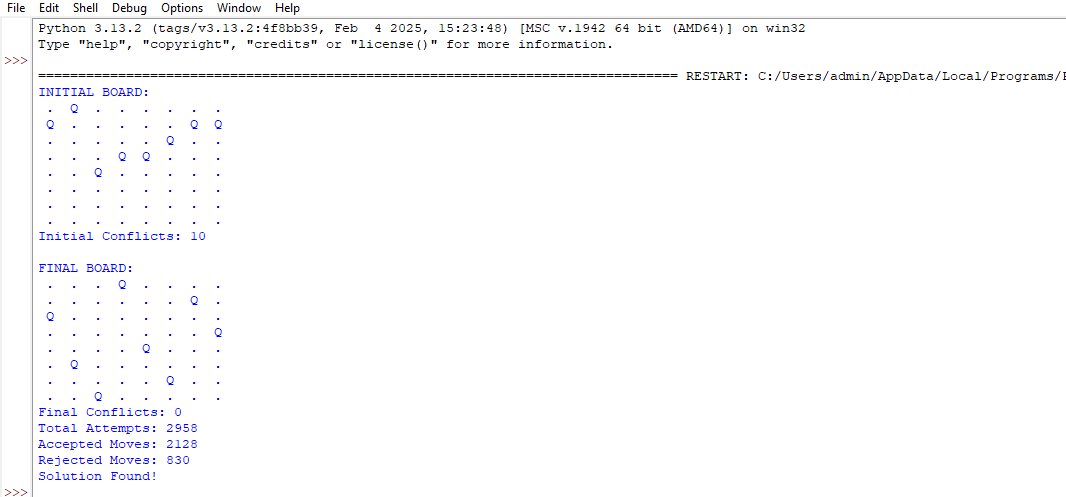 File Edit Shell Debug Options Window Help
Python 3.13.2 (tags/v3.13.2:4f8bb39, Feb  4 2025, 15:23:48) [MSC v.1942 64 bit (AMD64)] on win32
Type "help", "copyright", "credits" or "license()" for more information.
>>>
================================================================================ RESTART: C:/Users/admin/AppData/Local/Programs/
INITIAL BOARD:
. Q . . . . . .
Q . . . . . Q Q
. . . . . Q . .
. . . Q Q . . .
. . Q . . . . .
. . . . . . . .
. . . . . . . .
. . . . . . . .
Initial Conflicts: 10
FINAL BOARD:
. . . Q . . . .
. . . . . . Q .
Q . . . . . . .
. . . . . . . Q
. . . . Q . . .
. Q . . . . . .
. . . . . Q . .
. . Q . . . . .
Final Conflicts: 0
Total Attempts: 2958
Accepted Moves: 2128
Rejected Moves: 830
Solution Found!
>>>